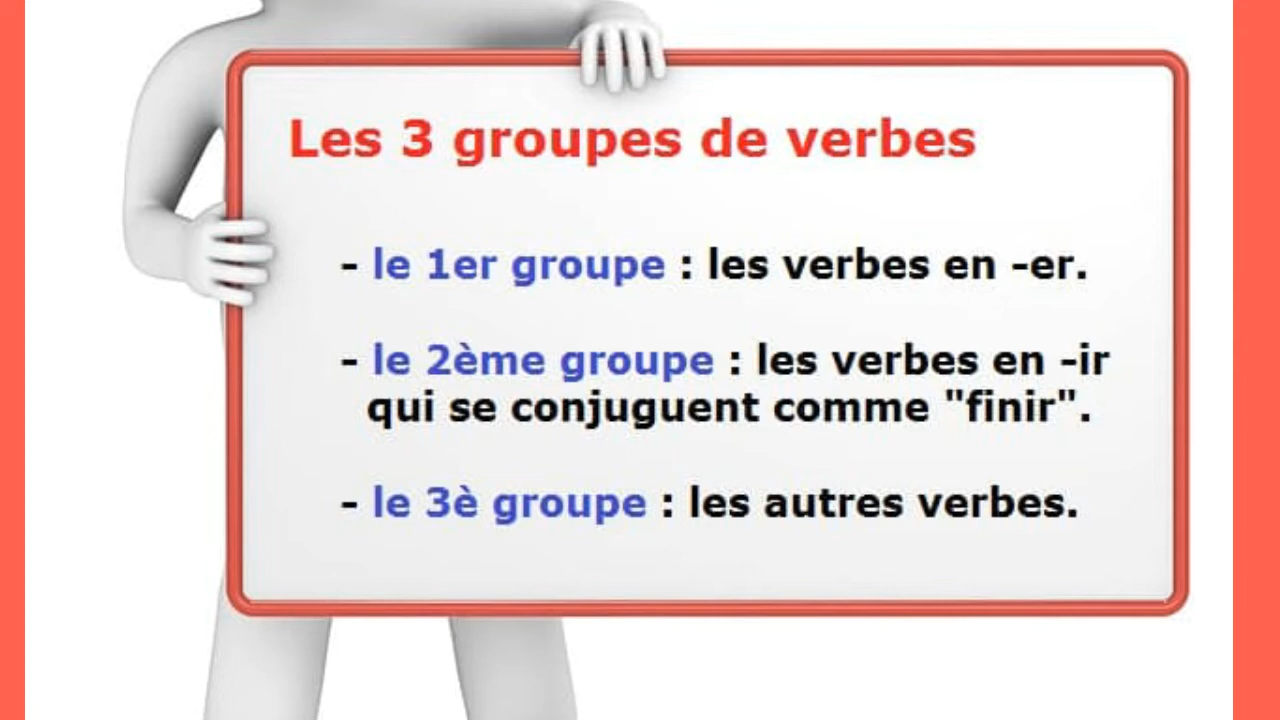 Les 3 groupes de verbes
- le 1er groupe : les verbes en -er.
- le 2ème groupe : les verbes en -ir
qui se conjuguent comme "finir".
- le 3è groupe : les autres verbes.